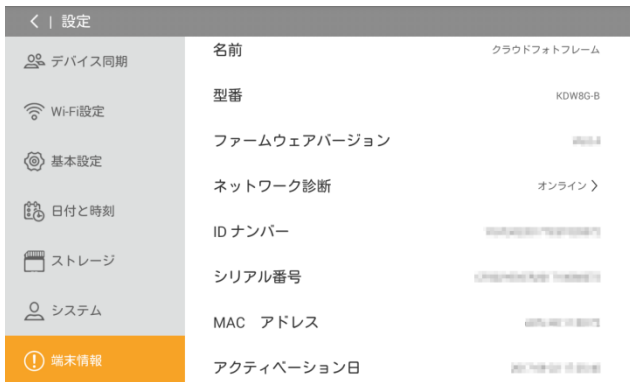 く | 設定
デバイス同期
Wi-Fi設定
基本設定
日付と時刻
ストレージ
システム
端末情報
名前 クラウドフォトフレーム
型番 KDW8G-B
ファームウェアバージョン
ネットワーク診断 オンライン >
ID ナンバー
シリアル番号
MAC アドレス
アクティベーション日